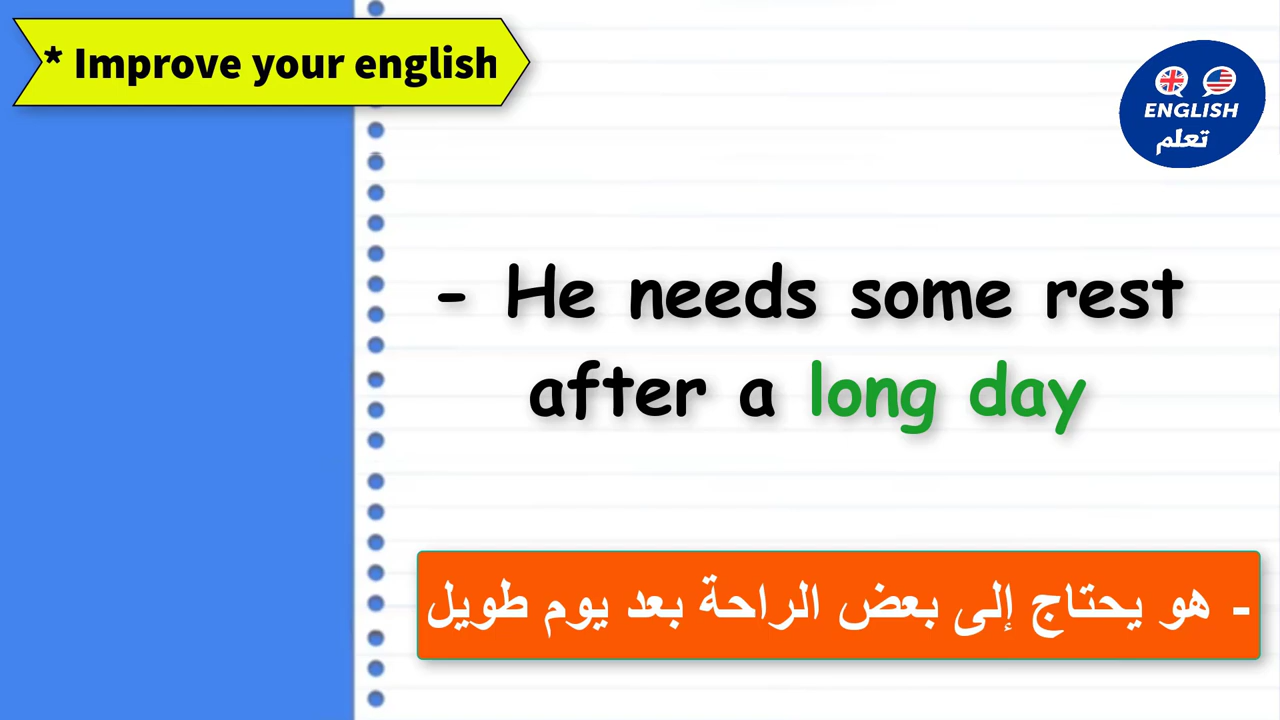 * Improve your english
ENGLISH
تعلم
- He needs some rest
after a long day
- هو يحتاج إلى بعض الراحة بعد يوم طويل